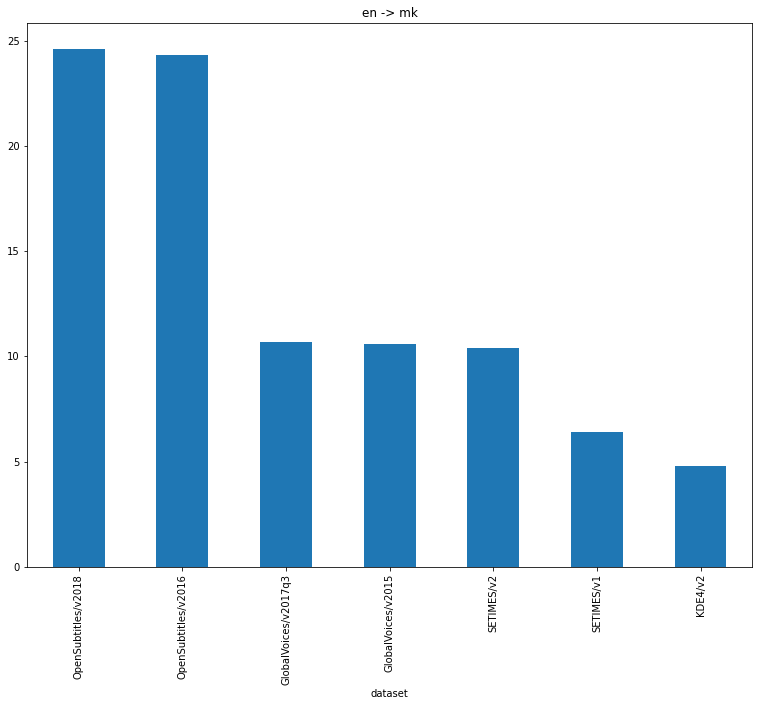 en -> mk
25
20
15
10
5
0
OpenSubtitles/v2018
OpenSubtitles/v2016
GlobalVoices/v2017q3
GlobalVoices/v2015
SETIMES/v2
SETIMES/v1
KDE4/v2
dataset